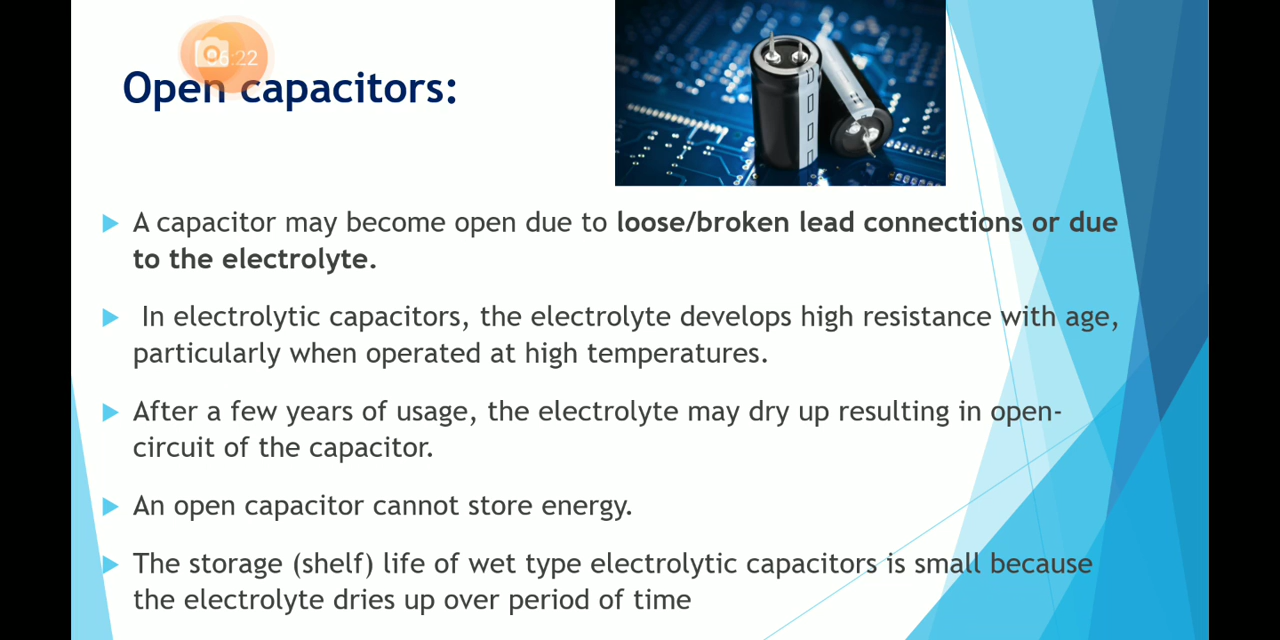 Open capacitors:
A capacitor may become open due to loose/broken lead connections or due
to the electrolyte.
In electrolytic capacitors, the electrolyte develops high resistance with age,
particularly when operated at high temperatures.
After a few years of usage, the electrolyte may dry up resulting in open-
circuit of the capacitor.
An open capacitor cannot store energy.
The storage (shelf) life of wet type electrolytic capacitors is small because
the electrolyte dries up over period of time